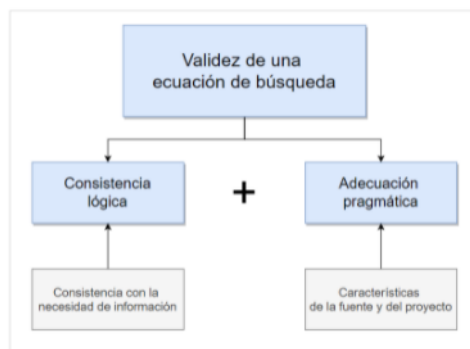 Validez de una
ecuación de búsqueda
Consistencia
lógica
+
Adecuación
pragmática
Consistencia con la
necesidad de información
Características
de la fuente y del proyecto